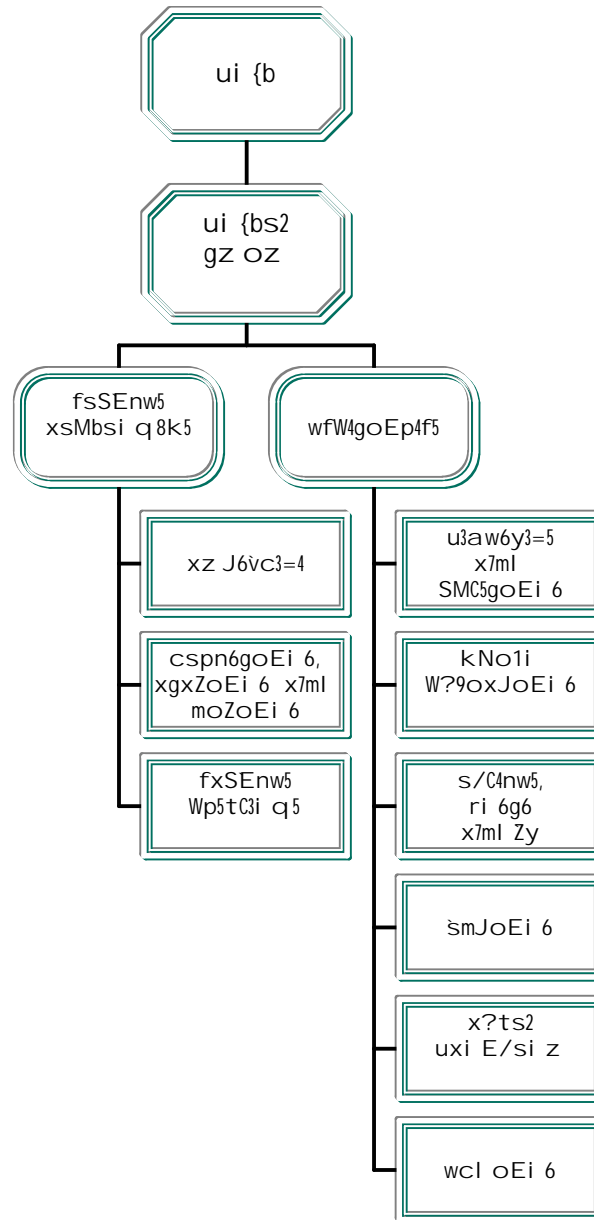 ui {b
ui {bs2
gz oz
fsSEnw5
xsMbsi q8k5
wfW4goEp4f5
xz J6√c3=4
cspn6goEi 6,
xgxZoEi 6 x7ml
moZoEi 6
fxSEnw5
Wp5tC3i q5
u3aw6y3=5
x7ml
SMC5goEi 6
kNo1i
W?9oxJoEi 6
s/C4nw5,
ri 6g6
x7ml Zy
ꞌsmJoEi 6
x?ts2
uxi E/si z
wcl oEi 6